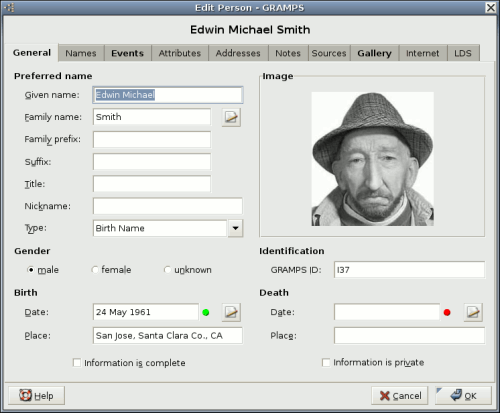 Edit Person - GRAMPS
Edwin Michael Smith
General Names Events Attributes Addresses Notes Sources Gallery Internet LDS
Preferred name
Given name: Edwin Michael
Family name: Smith
Family prefix:
Suffix:
Title:
Nickname:
Type: Birth Name
Image
Gender
male female unknown
Identification
GRAMPS ID: I37
Birth
Date: 24 May 1961
Place: San Jose, Santa Clara Co., CA
Death
Date:
Place:
Information is complete
Information is private
Help Cancel OK